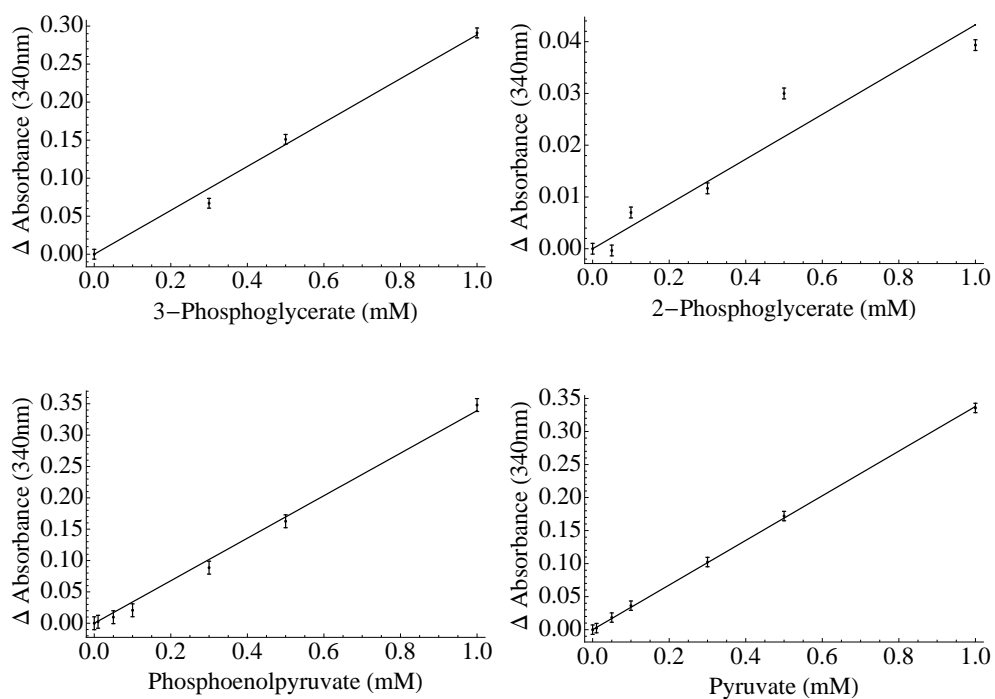 Δ Absorbance (340nm)
0.30
0.20
0.15
0.10
0.05
0.00
0.0 0.2 0.4 0.6 0.8 1.0
3−Phosphoglycerate (mM)
Δ Absorbance (340nm)
0.04
0.03
0.02
0.01
0.01
0.00
0.0 0.2 0.4 0.6 0.8 1.0
2−Phosphoglycerate (mM)
Δ Absorbance (340nm)
0.35
0.30
0.25
0.20
0.15
0.10
0.05
0.00
0.0 0.2 0.4 0.6 0.8 1.0
Phosphoenolpyruvate (mM)
Δ Absorbance (340nm)
0.35
0.30
0.25
0.20
0.15
0.10
0.05
0.00
0.0 0.2 0.4 0.6 0.8 1.0
Pyruvate (mM)